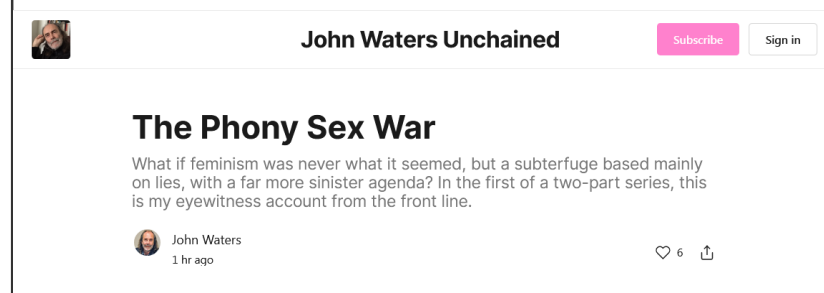 John Waters Unchained
Subscribe
Sign in
The Phony Sex War
What if feminism was never what it seemed, but a subterfuge based mainly
on lies, with a far more sinister agenda? In the first of a two-part series, this
is my eyewitness account from the front line.
John Waters
1 hr ago
6